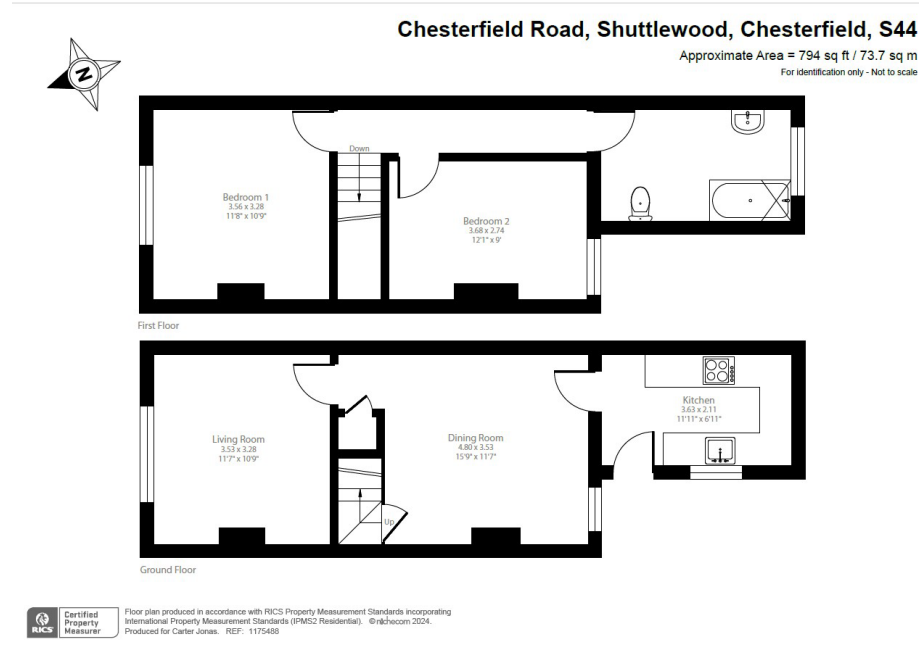 Chesterfield Road, Shuttlewood, Chesterfield, S44
Approximate Area = 794 sq ft / 73.7 sq m
For identification only - Not to scale
N
Down
Bedroom 1
3.56 x 3.28
11'8" x 10'9"
Bedroom 2
3.68 x 2.74
12'1" x 9'
First Floor
Living Room
3.53 x 3.28
11'7" x 10'9"
Dining Room
4.80 x 3.53
15'9" x 11'7"
Kitchen
3.63 x 2.11
11'11" x 6'11"
Up
Ground Floor
RICS
Certified
Property
Measurer
Floor plan produced in accordance with RICS Property Measurement Standards incorporating
International Property Measurement Standards (IPMS2 Residential). © nichecom 2024.
Produced for Carter Jonas. REF: 1175488